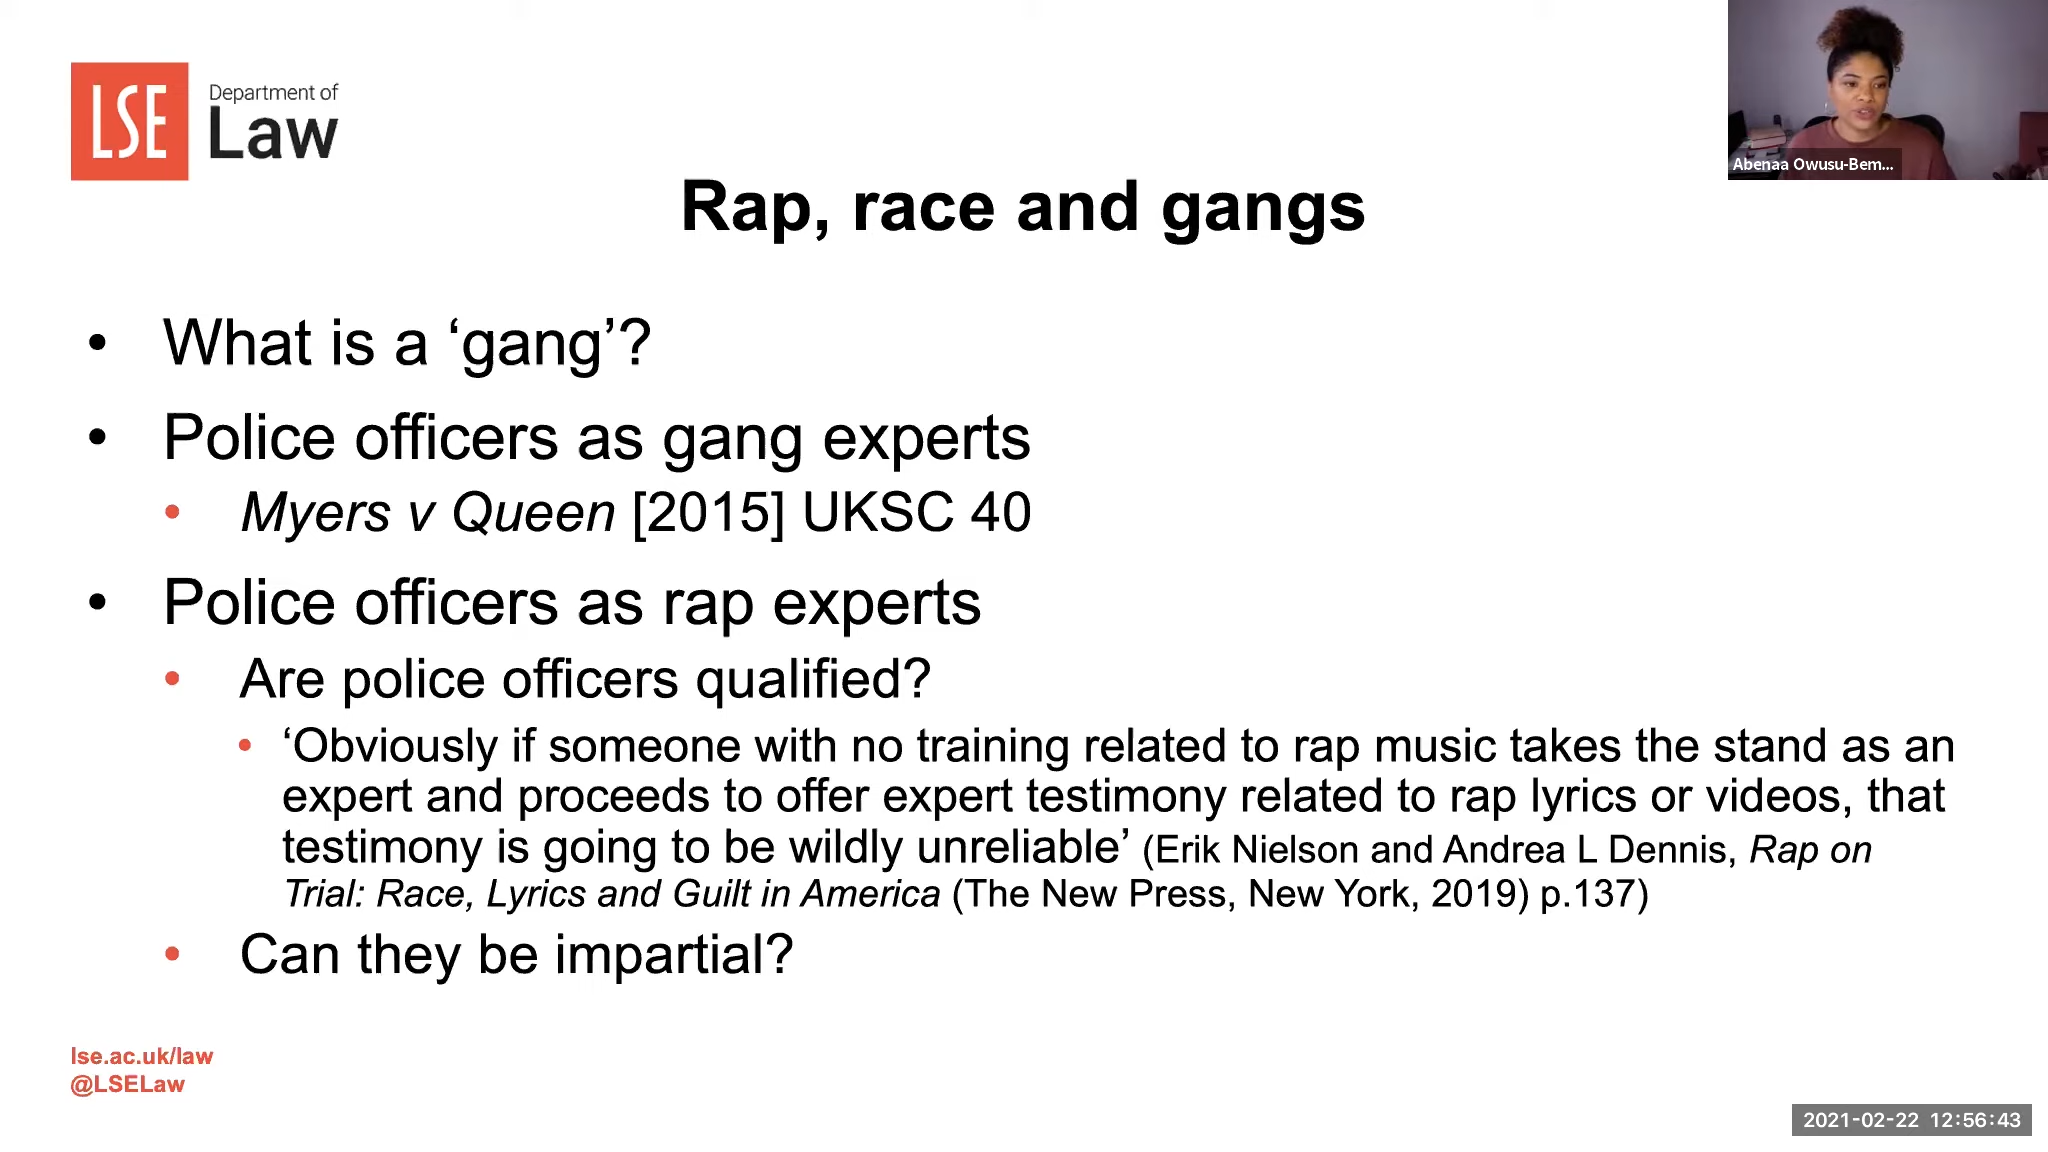 LSE
Department of
Law
Abenaa Owusu-Bem...
Rap, race and gangs
• What is a ‘gang’?
• Police officers as gang experts
• Myers v Queen [2015] UKSC 40
• Police officers as rap experts
• Are police officers qualified?
• ‘Obviously if someone with no training related to rap music takes the stand as an
expert and proceeds to offer expert testimony related to rap lyrics or videos, that
testimony is going to be wildly unreliable’ (Erik Nielson and Andrea L Dennis, Rap on
Trial: Race, Lyrics and Guilt in America (The New Press, New York, 2019) p.137)
• Can they be impartial?
lse.ac.uk/law
@LSELaw
2021-02-22 12:56:43